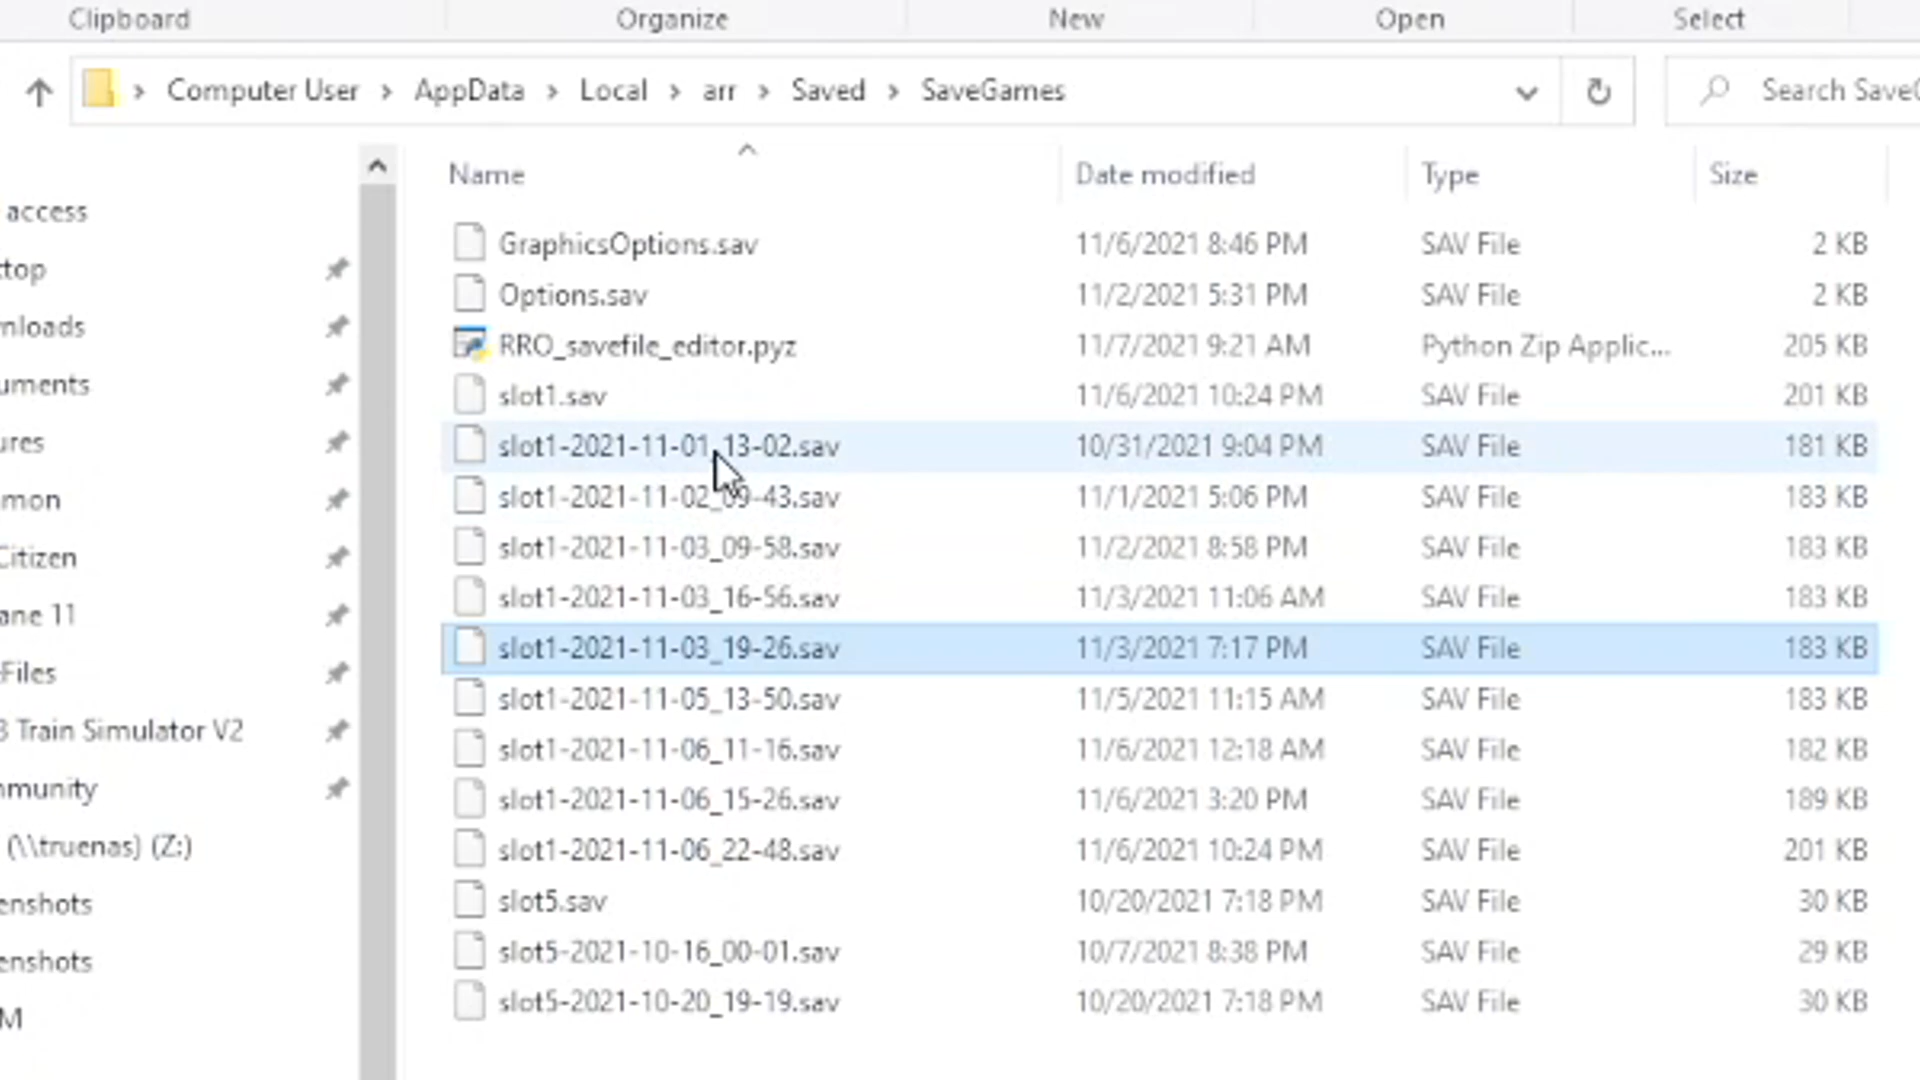 Clipboard Organize New Open Select
Computer User AppData Local arr Saved SaveGames Search Save
Name Date modified Type Size
access
GraphicsOptions.sav 11/6/2021 8:46 PM SAV File 2 KB
ktop
Options.sav 11/2/2021 5:31 PM SAV File 2 KB
nloads
RRO_savefile_editor.pyz 11/7/2021 9:21 AM Python Zip Applic... 205 KB
uments
slot1.sav 11/6/2021 10:24 PM SAV File 201 KB
ures
slot1-2021-11-01_13-02.sav 10/31/2021 9:04 PM SAV File 181 KB
mon
slot1-2021-11-02_09-43.sav 11/1/2021 5:06 PM SAV File 183 KB
Citizen
slot1-2021-11-03_09-58.sav 11/2/2021 8:58 PM SAV File 183 KB
ane 11
slot1-2021-11-03_16-56.sav 11/3/2021 11:06 AM SAV File 183 KB
Files
slot1-2021-11-03_19-26.sav 11/3/2021 7:17 PM SAV File 183 KB
3 Train Simulator V2
slot1-2021-11-05_13-50.sav 11/5/2021 11:15 AM SAV File 183 KB
slot1-2021-11-06_11-16.sav 11/6/2021 12:18 AM SAV File 182 KB
mmunity
slot1-2021-11-06_15-26.sav 11/6/2021 3:20 PM SAV File 189 KB
(\\truenas) (Z:)
slot1-2021-11-06_22-48.sav 11/6/2021 10:24 PM SAV File 201 KB
enshots
slot5.sav 10/20/2021 7:18 PM SAV File 30 KB
enshots
slot5-2021-10-16_00-01.sav 10/7/2021 8:38 PM SAV File 29 KB
M
slot5-2021-10-20_19-19.sav 10/20/2021 7:18 PM SAV File 30 KB